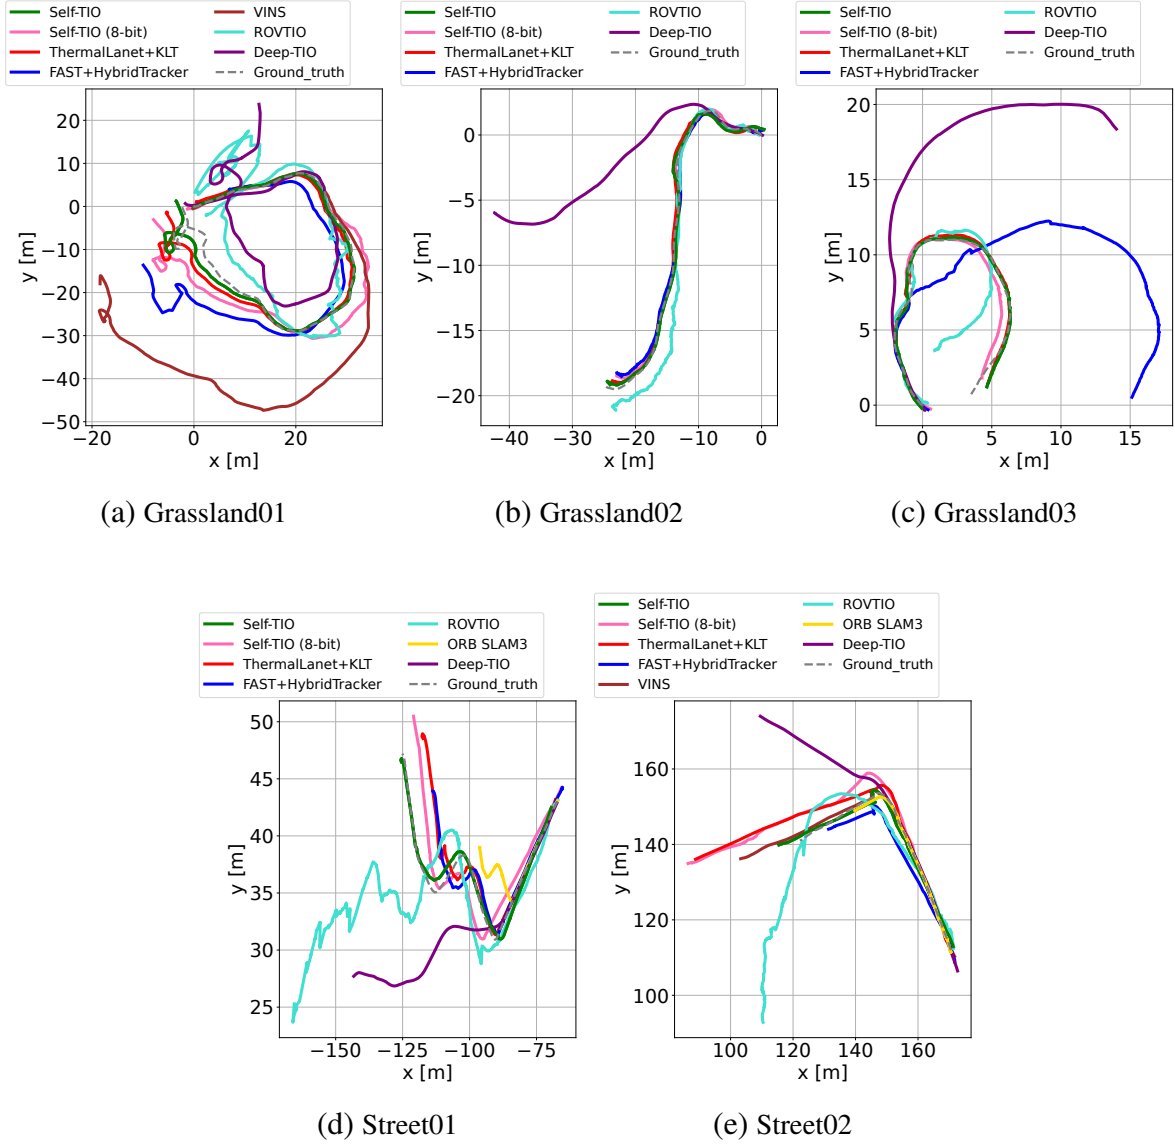 Self-TIO VINS
Self-TIO (8-bit) ROVTIO
ThermalLanet+KLT Deep-TIO
FAST+HybridTracker Ground_truth
20
10
0
−10
−20
−30
−40
−50
y [m]
−20 0 20
x [m]
(a) Grassland01
Self-TIO ROVTIO
Self-TIO (8-bit) Deep-TIO
ThermalLanet+KLT Ground_truth
FAST+HybridTracker
0
−5
−10
−15
−20
y [m]
−40 −30 −20 −10 0
x [m]
(b) Grassland02
Self-TIO ROVTIO
Self-TIO (8-bit) Deep-TIO
ThermalLanet+KLT Ground_truth
FAST+HybridTracker
20
15
10
5
0
y [m]
0 5 10 15
x [m]
(c) Grassland03
Self-TIO ROVTIO
Self-TIO (8-bit) ORB SLAM3
ThermalLanet+KLT Deep-TIO
FAST+HybridTracker Ground_truth
50
45
40
35
30
25
y [m]
−150 −125 −100 −75
x [m]
(d) Street01
Self-TIO ROVTIO
Self-TIO (8-bit) ORB SLAM3
ThermalLanet+KLT Deep-TIO
FAST+HybridTracker Ground_truth
VINS
160
140
120
100
y [m]
100 120 140 160
x [m]
(e) Street02